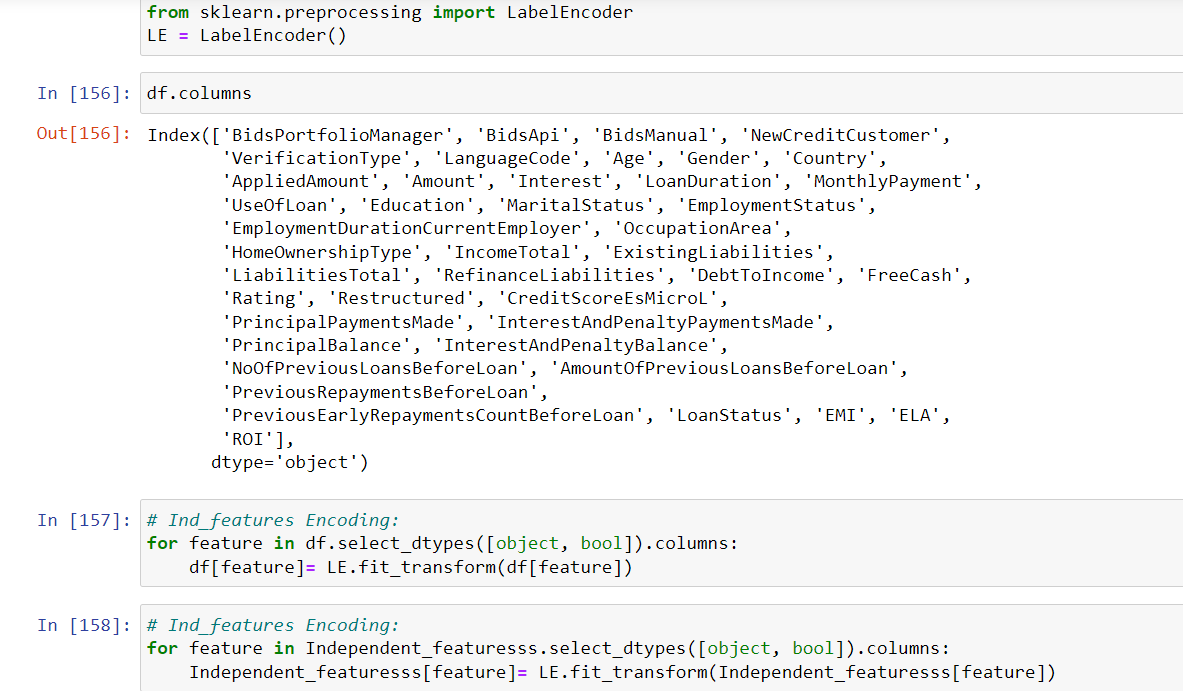 from sklearn.preprocessing import LabelEncoder
LE = LabelEncoder()
In [156]: df.columns
Out[156]: Index(['BidsPortfolioManager', 'BidsApi', 'BidsManual', 'NewCreditCustomer',
'VerificationType', 'LanguageCode', 'Age', 'Gender', 'Country',
'AppliedAmount', 'Amount', 'Interest', 'LoanDuration', 'MonthlyPayment',
'UseOfLoan', 'Education', 'MaritalStatus', 'EmploymentStatus',
'EmploymentDurationCurrentEmployer', 'OccupationArea',
'HomeOwnershipType', 'IncomeTotal', 'ExistingLiabilities',
'LiabilitiesTotal', 'RefinanceLiabilities', 'DebtToIncome', 'FreeCash',
'Rating', 'Restructured', 'CreditScoreEsMicroL',
'PrincipalPaymentsMade', 'InterestAndPenaltyPaymentsMade',
'PrincipalBalance', 'InterestAndPenaltyBalance',
'NoOfPreviousLoansBeforeLoan', 'AmountOfPreviousLoansBeforeLoan',
'PreviousRepaymentsBeforeLoan',
'PreviousEarlyRepaymentsCountBeforeLoan', 'LoanStatus', 'EMI', 'ELA',
'ROI'],
dtype='object')
In [157]: # Ind_features Encoding:
for feature in df.select_dtypes([object, bool]).columns:
df[feature]= LE.fit_transform(df[feature])
In [158]: # Ind_features Encoding:
for feature in Independent_featuresss.select_dtypes([object, bool]).columns:
Independent_featuresss[feature]= LE.fit_transform(Independent_featuresss[feature])